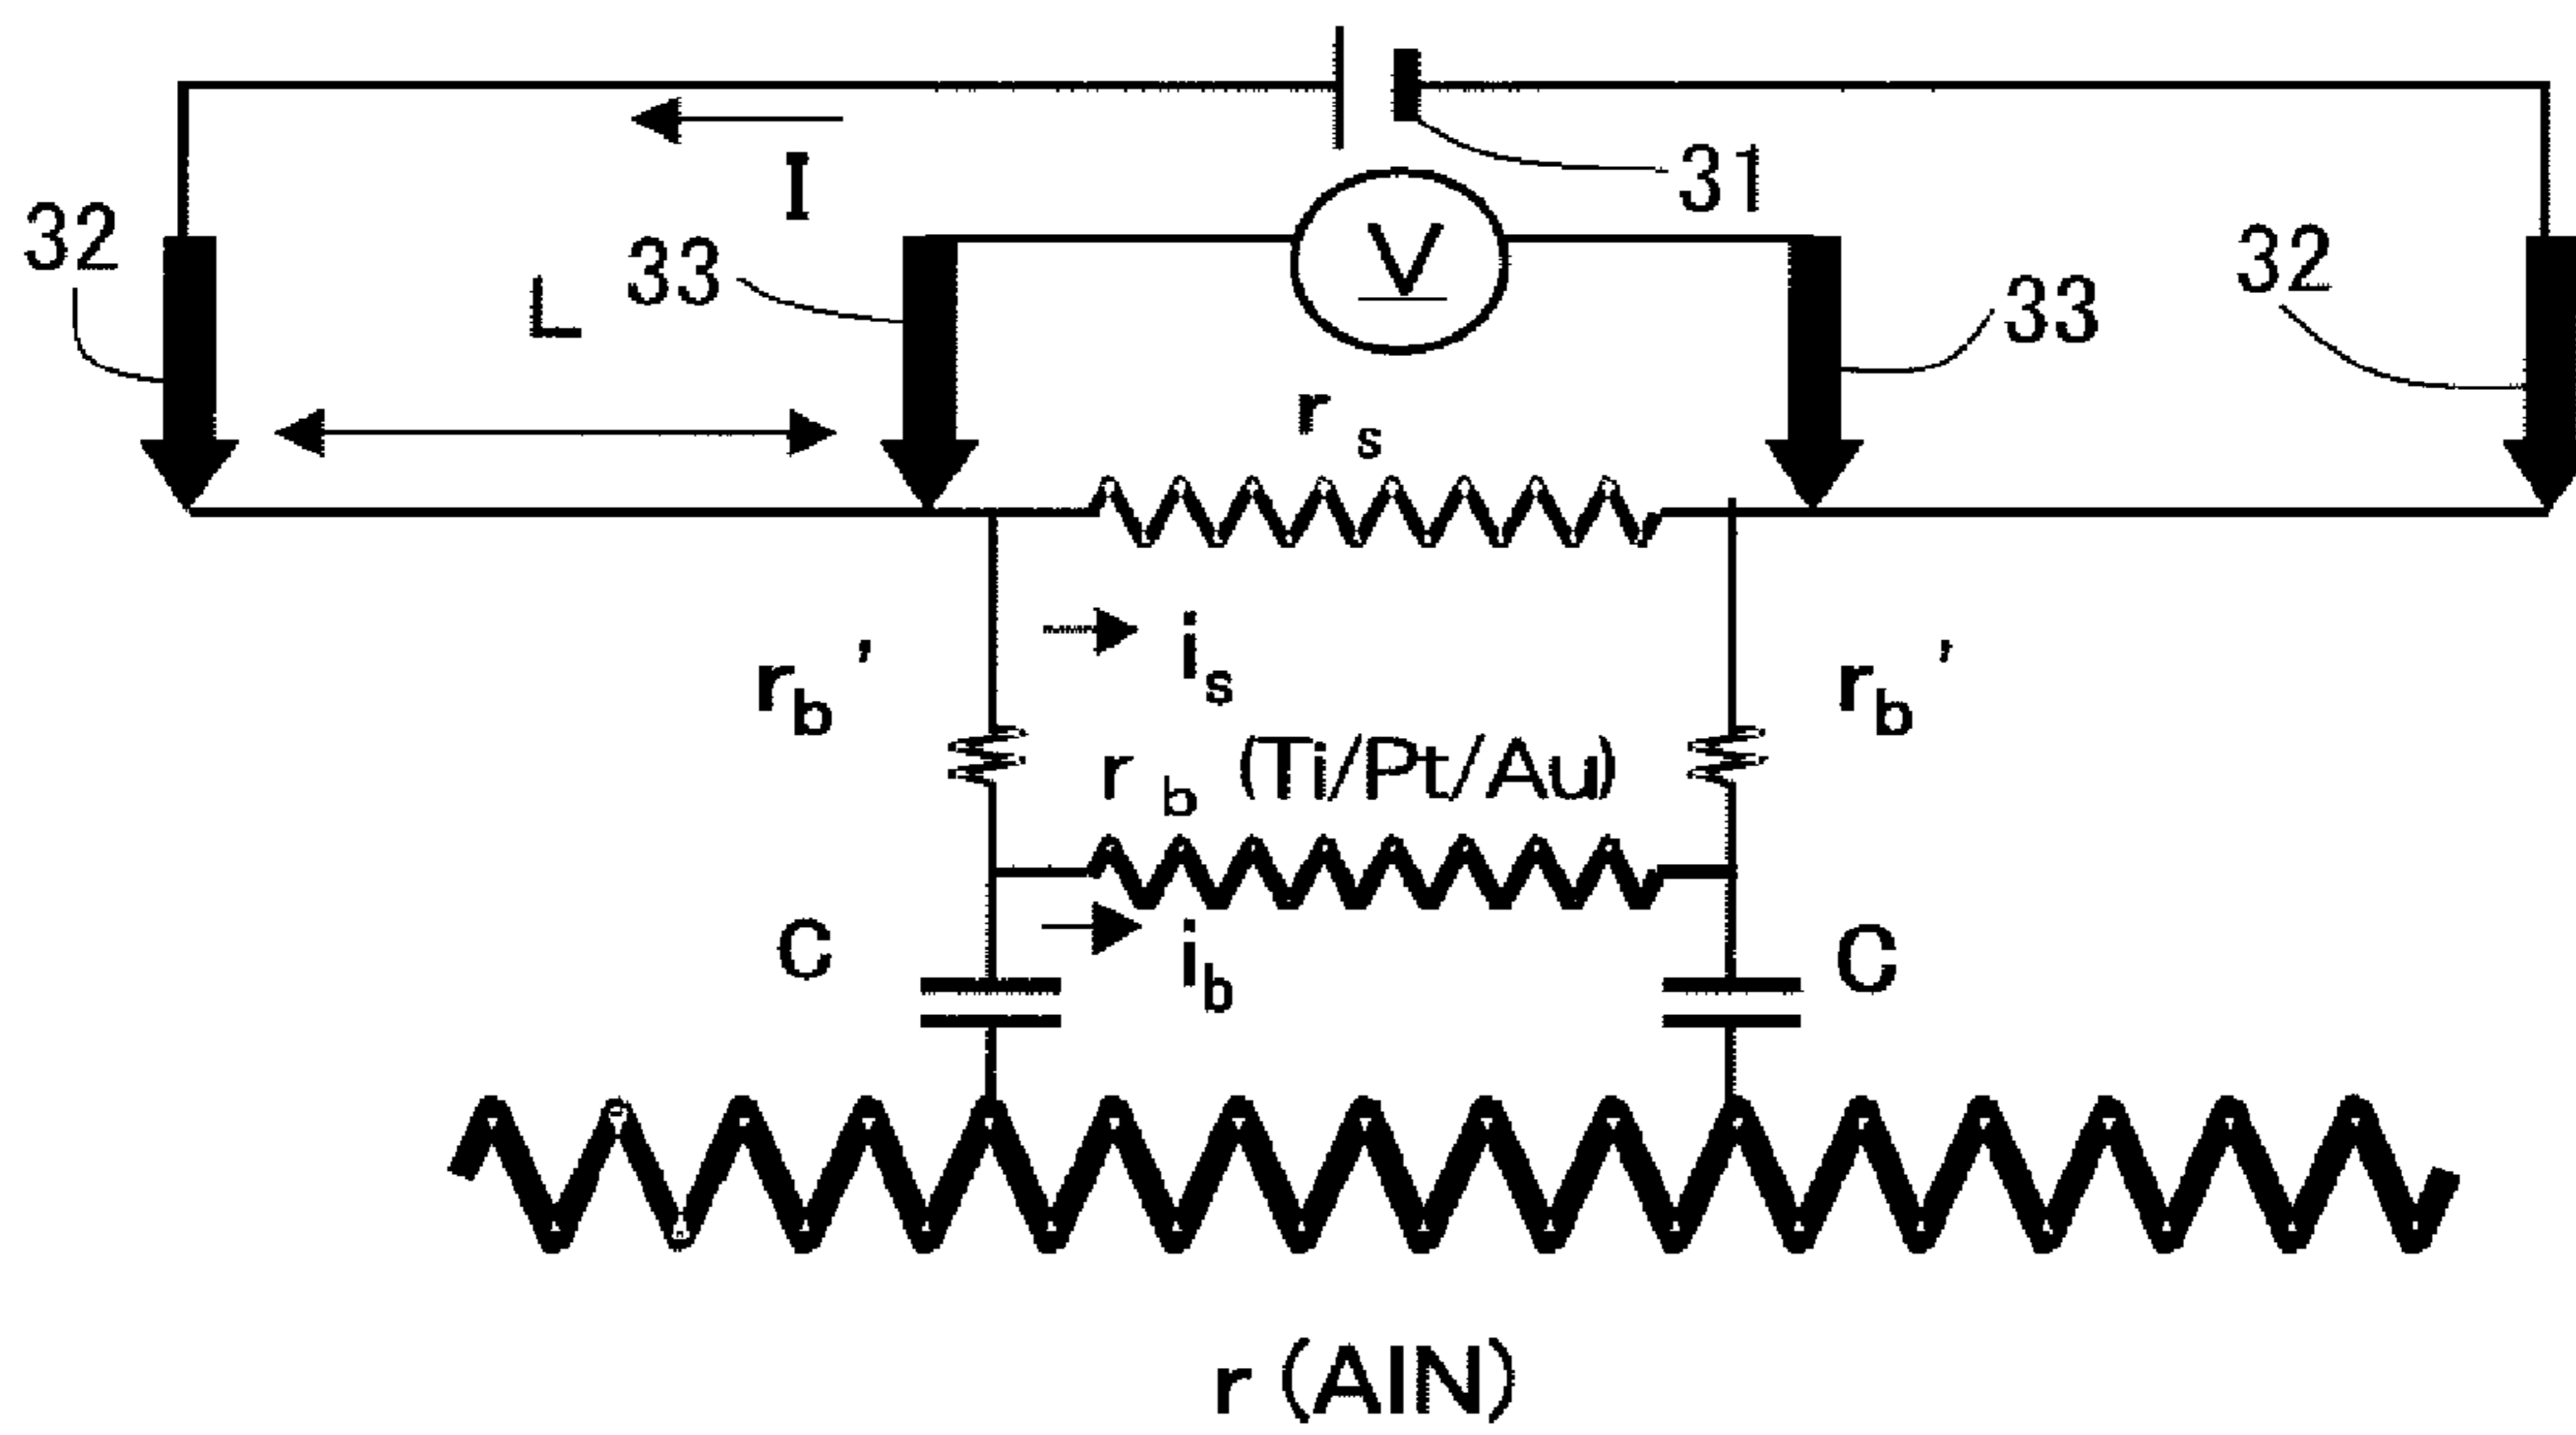 31
I
32
L
33
V
33
32
r s
i s
r b '
r b '
r b (Ti/Pt/Au)
C
i b
C
r (AlN)